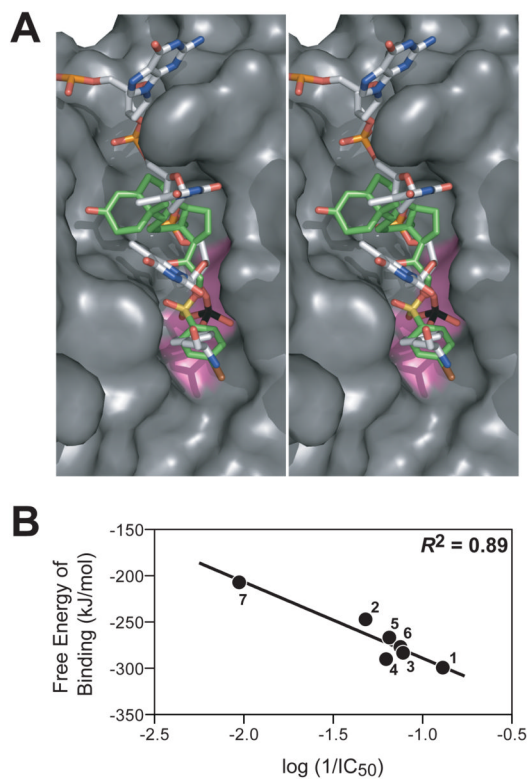 A
B
R² = 0.89
Free Energy of
Binding (kJ/mol)
-150
-200
-250
-300
-350
7
2
5
6
4
3
1
-2.5
-2.0
-1.5
-1.0
-0.5
log (1/IC₅₀)